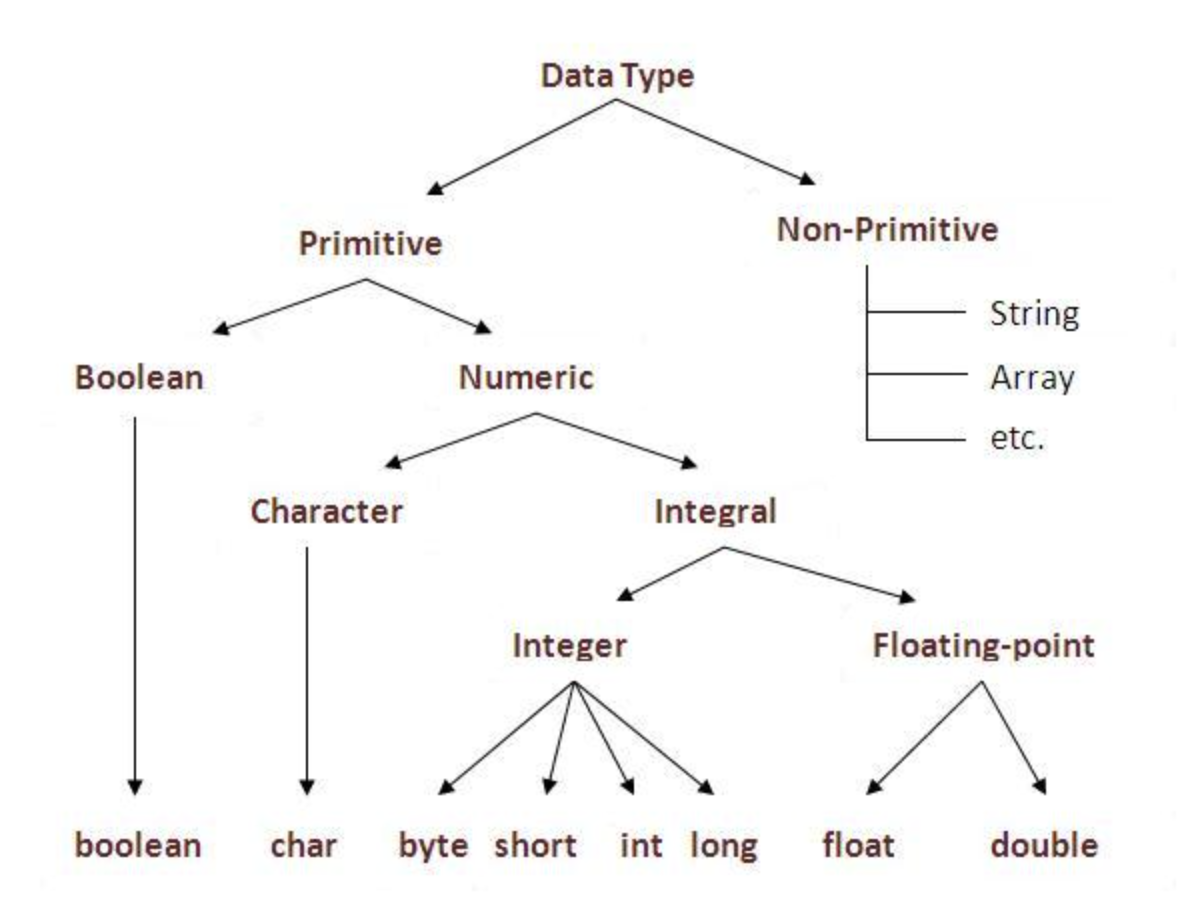 Data Type
Primitive
Non-Primitive
String
Boolean
Numeric
Array
etc.
Character
Integral
Integer
Floating-point
boolean
char
byte
short
int
long
float
double